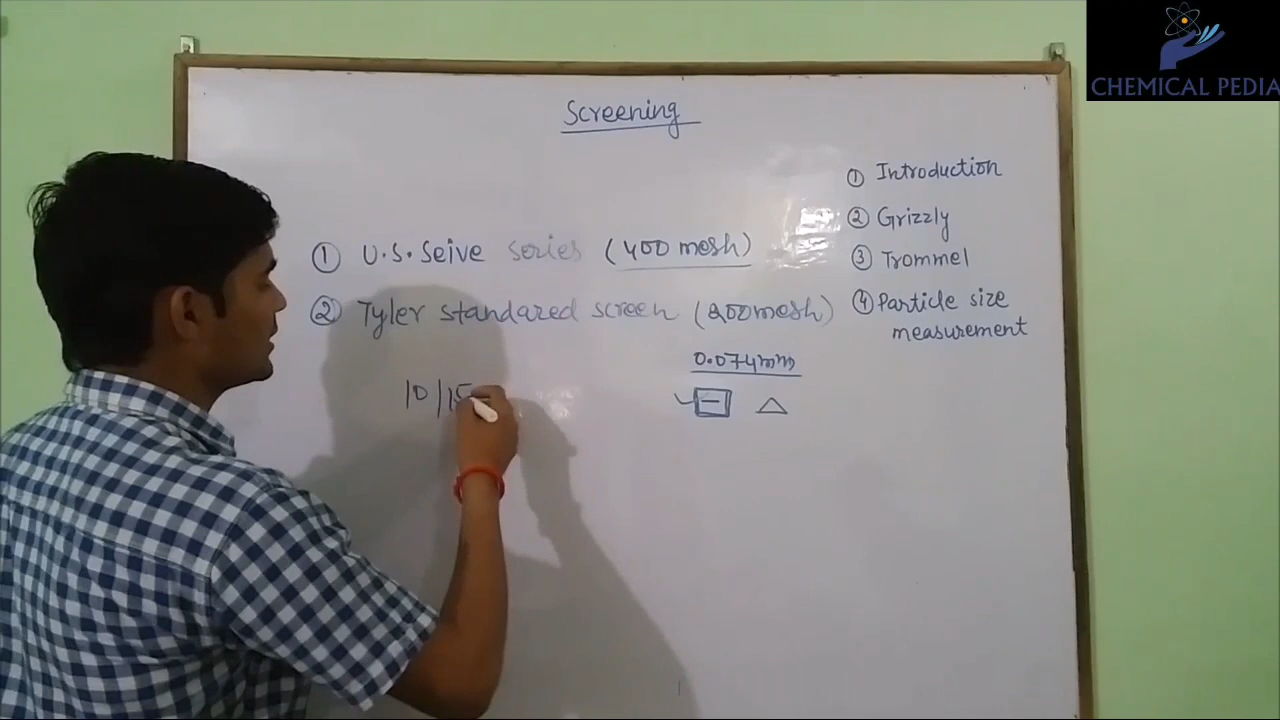 CHEMICAL PEDIA
Screening
① Introduction
② Grizzly
③ Trommel
④ Particle size
measurement
① U.S. Seive series (400 mesh)
② Tyler standared screen (200mesh)
0.074mm
10/15